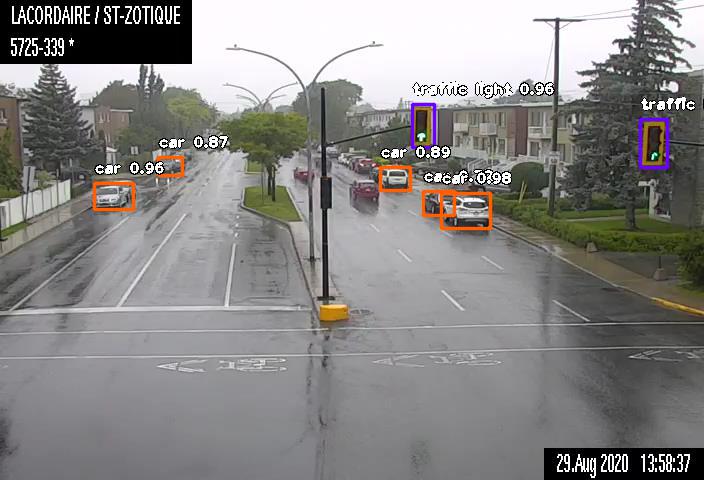 LACORDAIRE / ST-ZOTIQUE
5725-339 *
traffic light 0.96
traffic
car 0.87
car 0.89
car 0.96
ca
car 0.98
29.Aug 2020 13:58:37